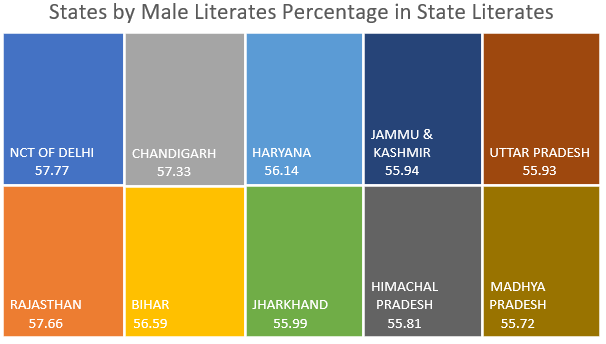 States by Male Literates Percentage in State Literates
NCT OF DELHI
57.77
CHANDIGARH
57.33
HARYANA
56.14
JAMMU &
KASHMIR
55.94
UTTAR PRADESH
55.93
RAJASTHAN
57.66
BIHAR
56.59
JHARKHAND
55.99
HIMACHAL
PRADESH
55.81
MADHYA
PRADESH
55.72